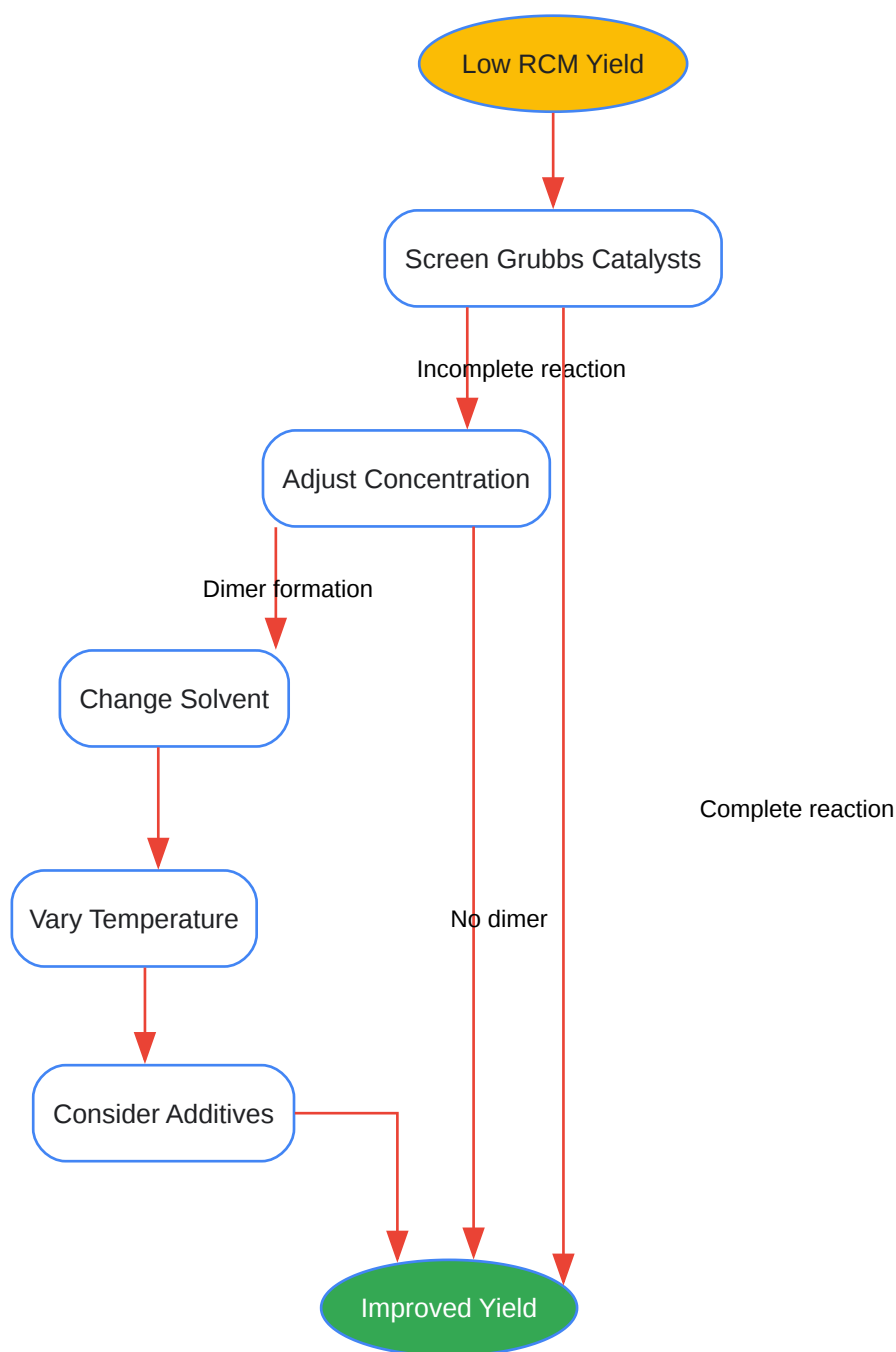 Low RCM Yield
Screen Grubbs Catalysts
Incomplete reaction
Adjust Concentration
Dimer formation
Change Solvent
Complete reaction
Vary Temperature
No dimer
Consider Additives
Improved Yield